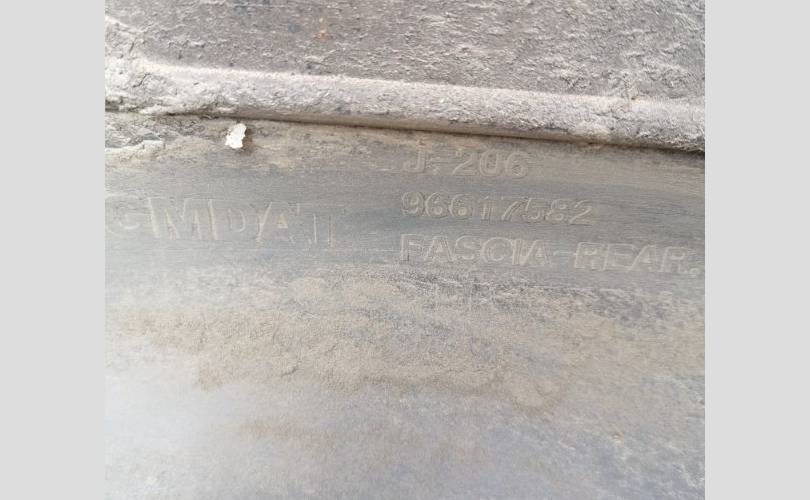 J-206
96617582
GMDAT
FASCIA-REAR.